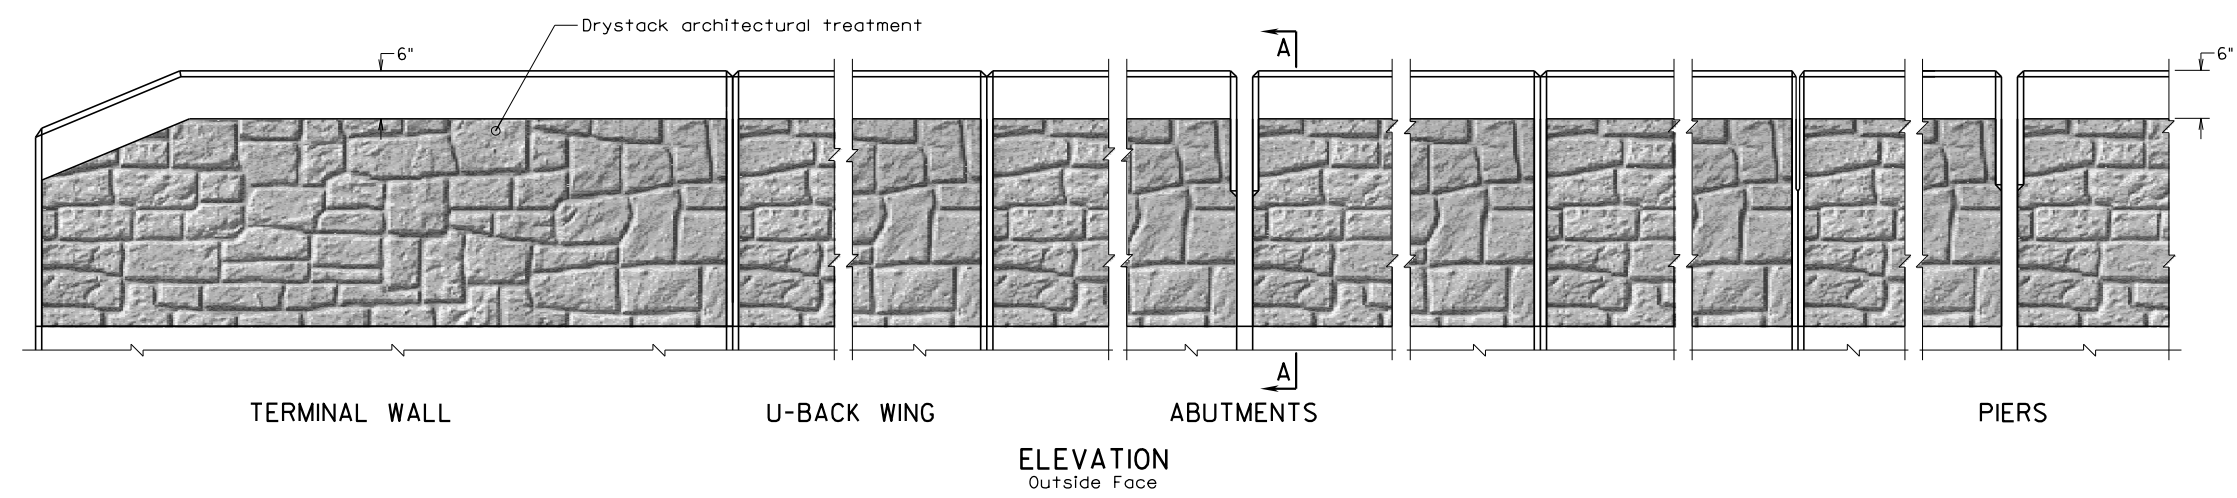 Drystack architectural treatment
6"
A
6"
A
TERMINAL WALL
U-BACK WING
ABUTMENTS
PIERS
ELEVATION
Outside Face